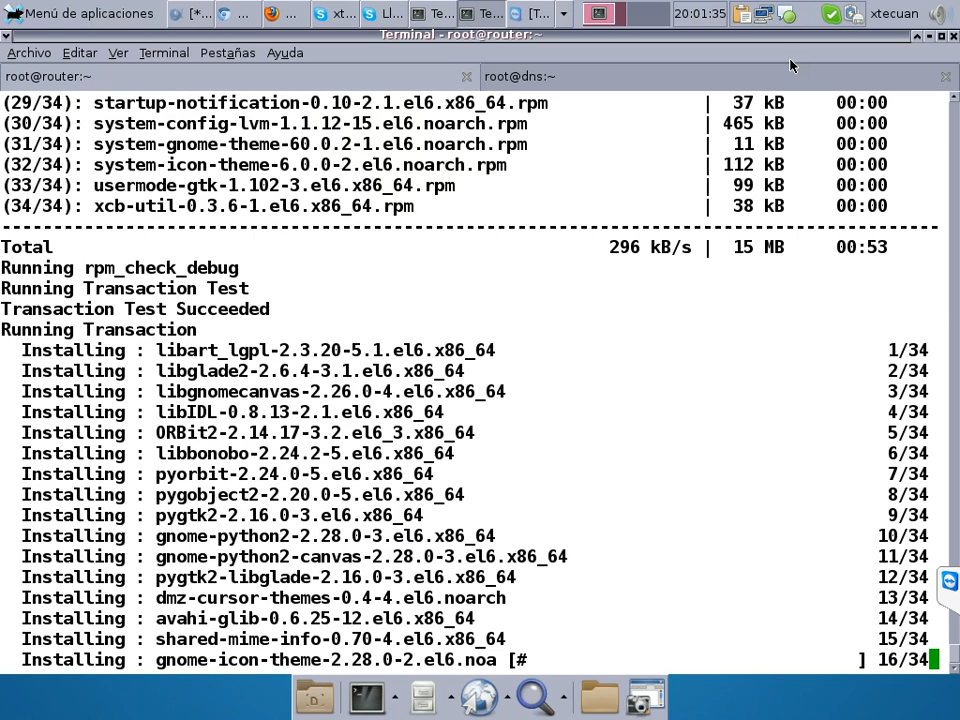 Menú de aplicaciones [*... ... ... xt... Ll... Te... Te... [T... 20:01:35 xtecuan
Terminal - root@router:~
Archivo Editar Ver Terminal Pestañas Ayuda
root@router:~ root@dns:~
(29/34): startup-notification-0.10-2.1.el6.x86_64.rpm | 37 kB 00:00
(30/34): system-config-lvm-1.1.12-15.el6.noarch.rpm | 465 kB 00:00
(31/34): system-gnome-theme-60.0.2-1.el6.noarch.rpm | 11 kB 00:00
(32/34): system-icon-theme-6.0.0-2.el6.noarch.rpm | 112 kB 00:00
(33/34): usermode-gtk-1.102-3.el6.x86_64.rpm | 99 kB 00:00
(34/34): xcb-util-0.3.6-1.el6.x86_64.rpm | 38 kB 00:00
--------------------------------------------------------------------------------
Total 296 kB/s | 15 MB 00:53
Running rpm_check_debug
Running Transaction Test
Transaction Test Succeeded
Running Transaction
Installing : libart_lgpl-2.3.20-5.1.el6.x86_64 1/34
Installing : libglade2-2.6.4-3.1.el6.x86_64 2/34
Installing : libgnomecanvas-2.26.0-4.el6.x86_64 3/34
Installing : libIDL-0.8.13-2.1.el6.x86_64 4/34
Installing : ORBit2-2.14.17-3.2.el6_3.x86_64 5/34
Installing : libbonobo-2.24.2-5.el6.x86_64 6/34
Installing : pyorbit-2.24.0-5.el6.x86_64 7/34
Installing : pygobject2-2.20.0-5.el6.x86_64 8/34
Installing : pygtk2-2.16.0-3.el6.x86_64 9/34
Installing : gnome-python2-2.28.0-3.el6.x86_64 10/34
Installing : gnome-python2-canvas-2.28.0-3.el6.x86_64 11/34
Installing : pygtk2-libglade-2.16.0-3.el6.x86_64 12/34
Installing : dmz-cursor-themes-0.4-4.el6.noarch 13/34
Installing : avahi-glib-0.6.25-12.el6.x86_64 14/34
Installing : shared-mime-info-0.70-4.el6.x86_64 15/34
Installing : gnome-icon-theme-2.28.0-2.el6.noa [# ] 16/34